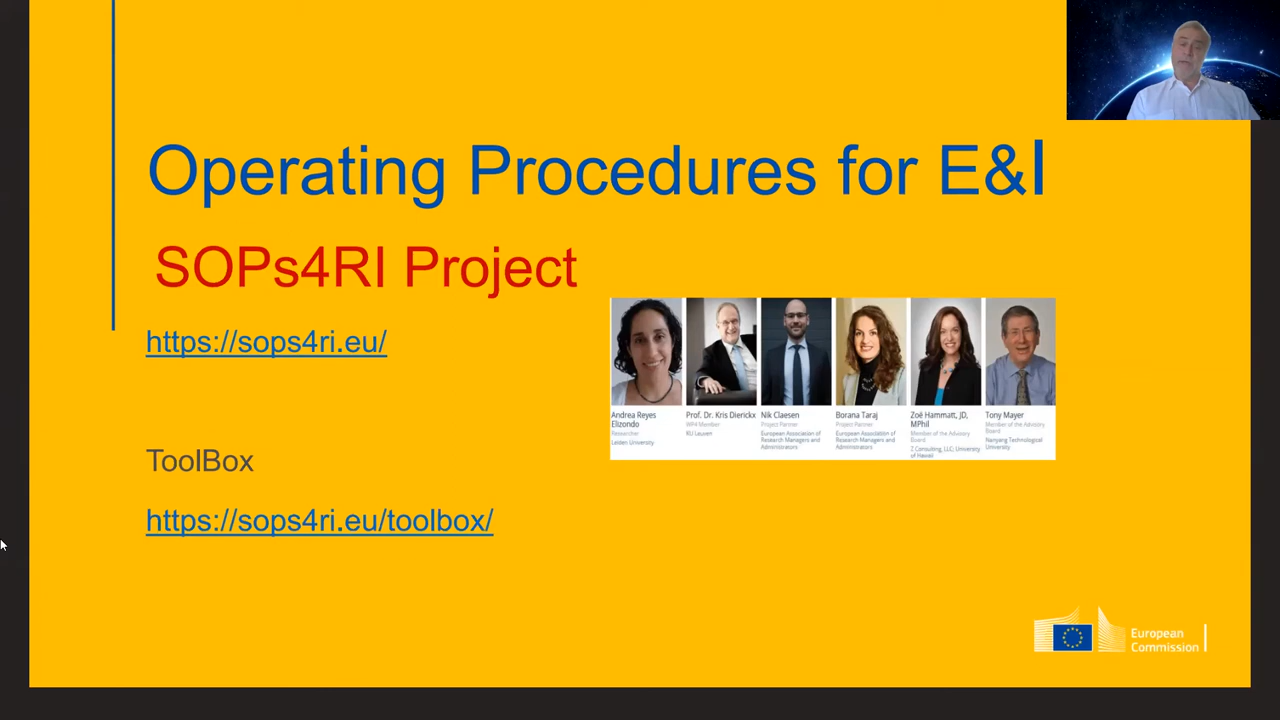 Operating Procedures for E&I
SOPs4RI Project
https://sops4ri.eu/
Andrea Reyes
Elizondo
Researcher
Leiden University
Prof. Dr. Kris Dierickx
WP4 Member
KU Leuven
Nik Claesen
Project Partner
European Association of
Research Managers and
Administrators
Borana Taraj
Project Partner
European Association of
Research Managers and
Administrators
Zoë Hammatt, JD,
MPhil
Member of the Advisory
Board
Z Consulting, LLC; University
of Hawaii
Tony Mayer
Member of the Advisory
Board
Nanyang Technological
University
ToolBox
https://sops4ri.eu/toolbox/
European
Commission